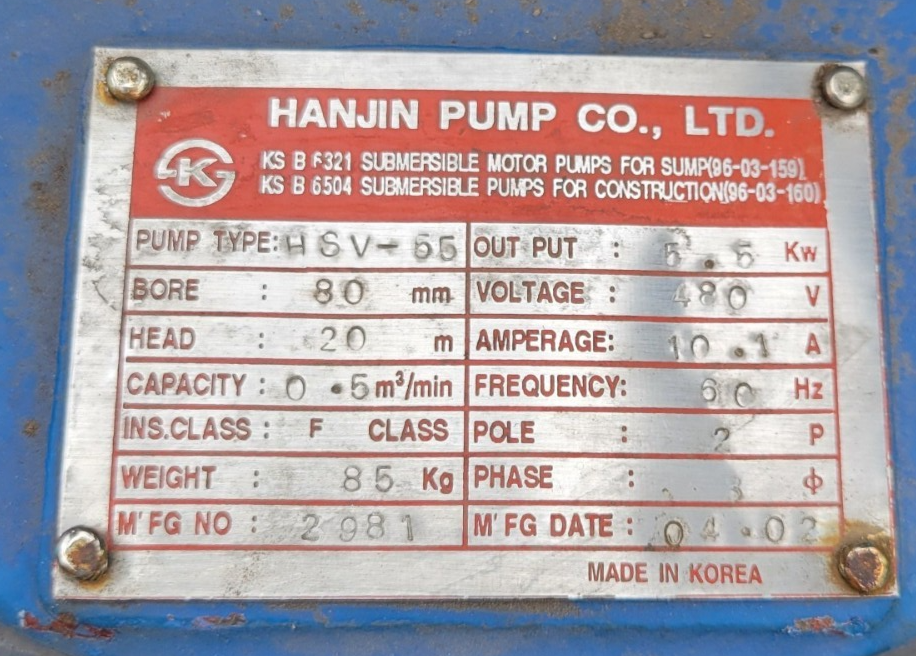 HANJIN PUMP CO., LTD.
K
KS B 6321 SUBMERSIBLE MOTOR PUMPS FOR SUMP(96-03-159)
KS B 6504 SUBMERSIBLE PUMPS FOR CONSTRUCTION(96-03-160)
PUMP TYPE: HSV-55 OUT PUT : 5.5 Kw
BORE : 80 mm VOLTAGE : 480 V
HEAD : 20 m AMPERAGE: 10.1 A
CAPACITY : 0.5 m³/min FREQUENCY: 60 Hz
INS.CLASS : F CLASS POLE : 2 P
WEIGHT : 85 Kg PHASE : 3 ϕ
M'FG NO : 2981 M'FG DATE : 04.02
MADE IN KOREA